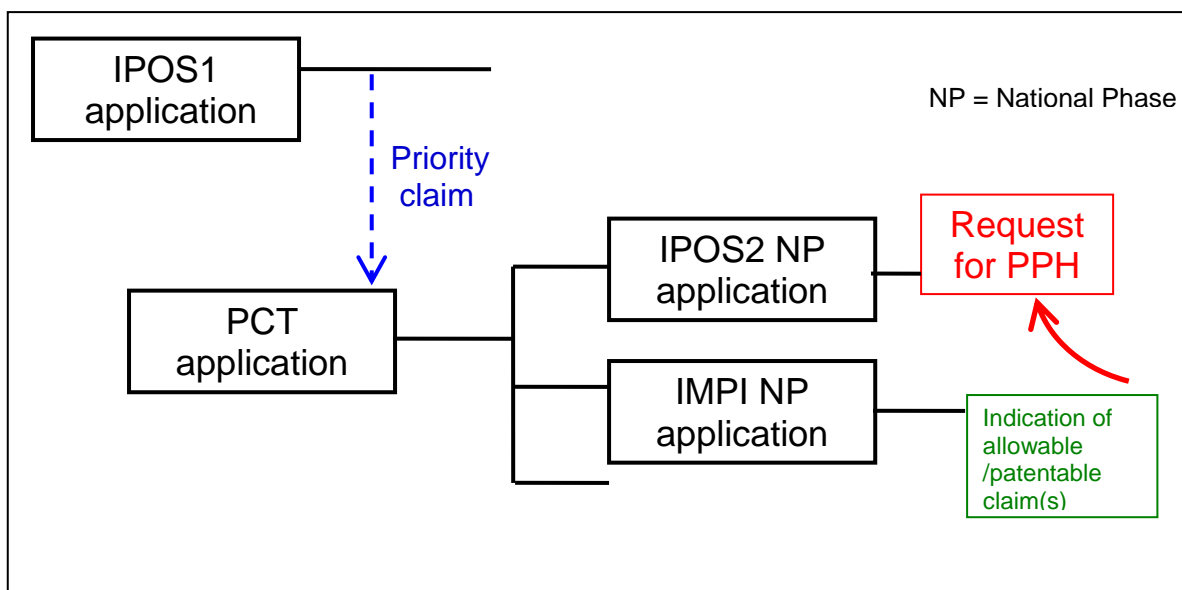 IPOS1
application
NP = National Phase
Priority
claim
IPOS2 NP
application
Request
for PPH
PCT
application
IMPI NP
application
Indication of
allowable
/patentable
claim(s)